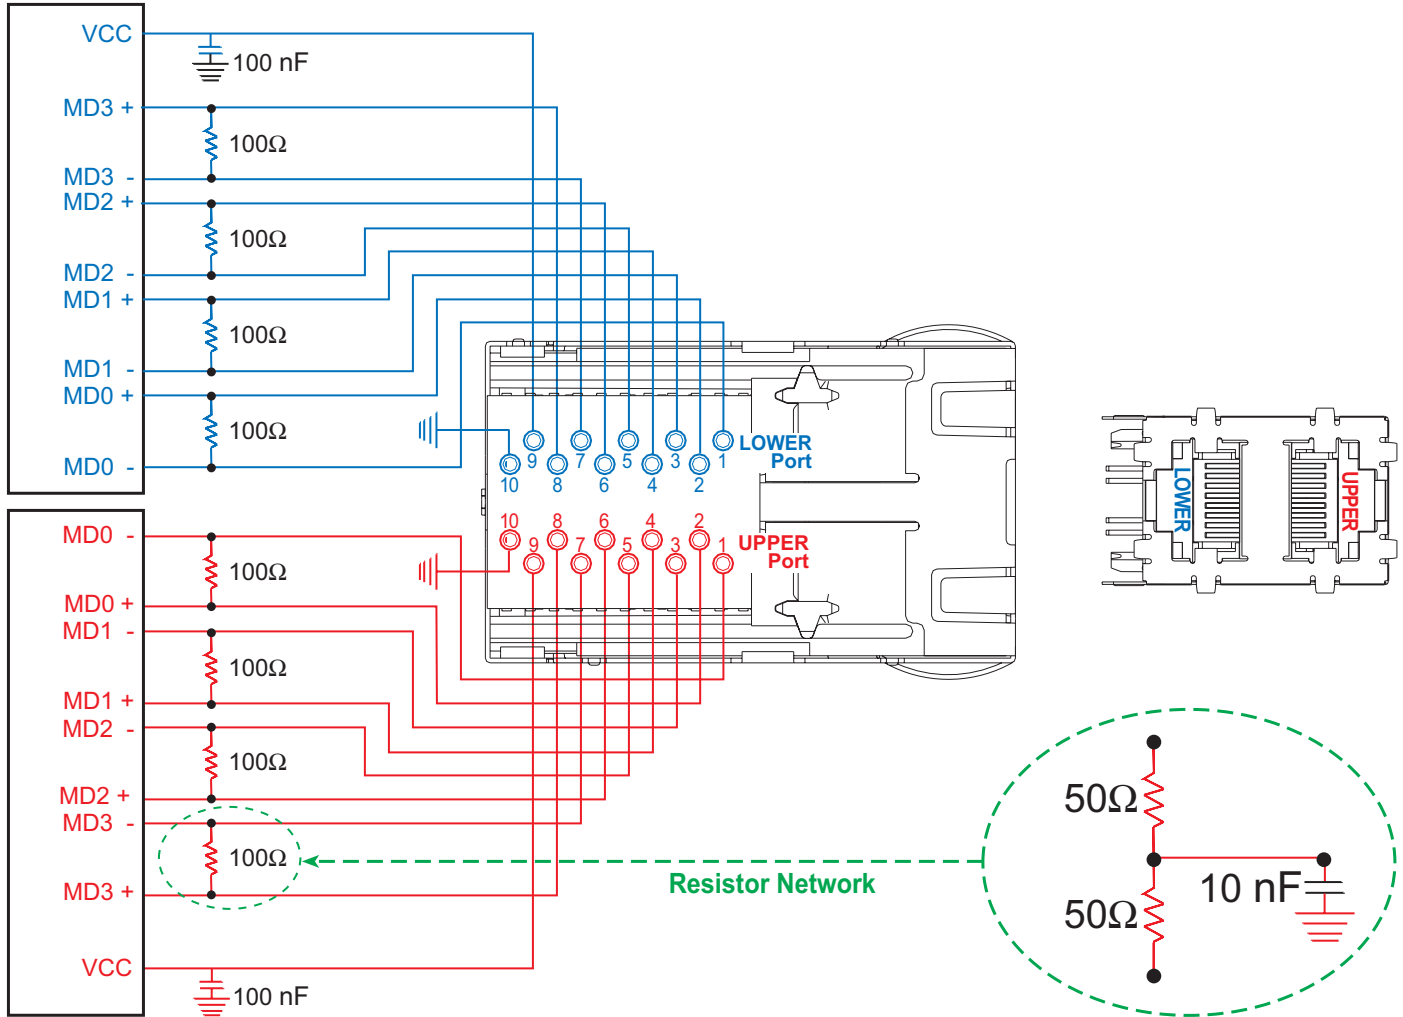 VCC
100 nF
MD3 +
100Ω
MD3 -
MD2 +
100Ω
MD2 -
MD1 +
100Ω
MD1 -
MD0 +
100Ω
MD0 -
9 7 5 3 1
LOWER
Port
10 8 6 4 2
10 8 6 4 2
9 7 5 3 1
UPPER
Port
LOWER
UPPER
MD0 -
100Ω
MD0 +
MD1 -
100Ω
MD1 +
MD2 -
100Ω
MD2 +
MD3 -
100Ω
MD3 +
VCC
100 nF
Resistor Network
50Ω
10 nF
50Ω